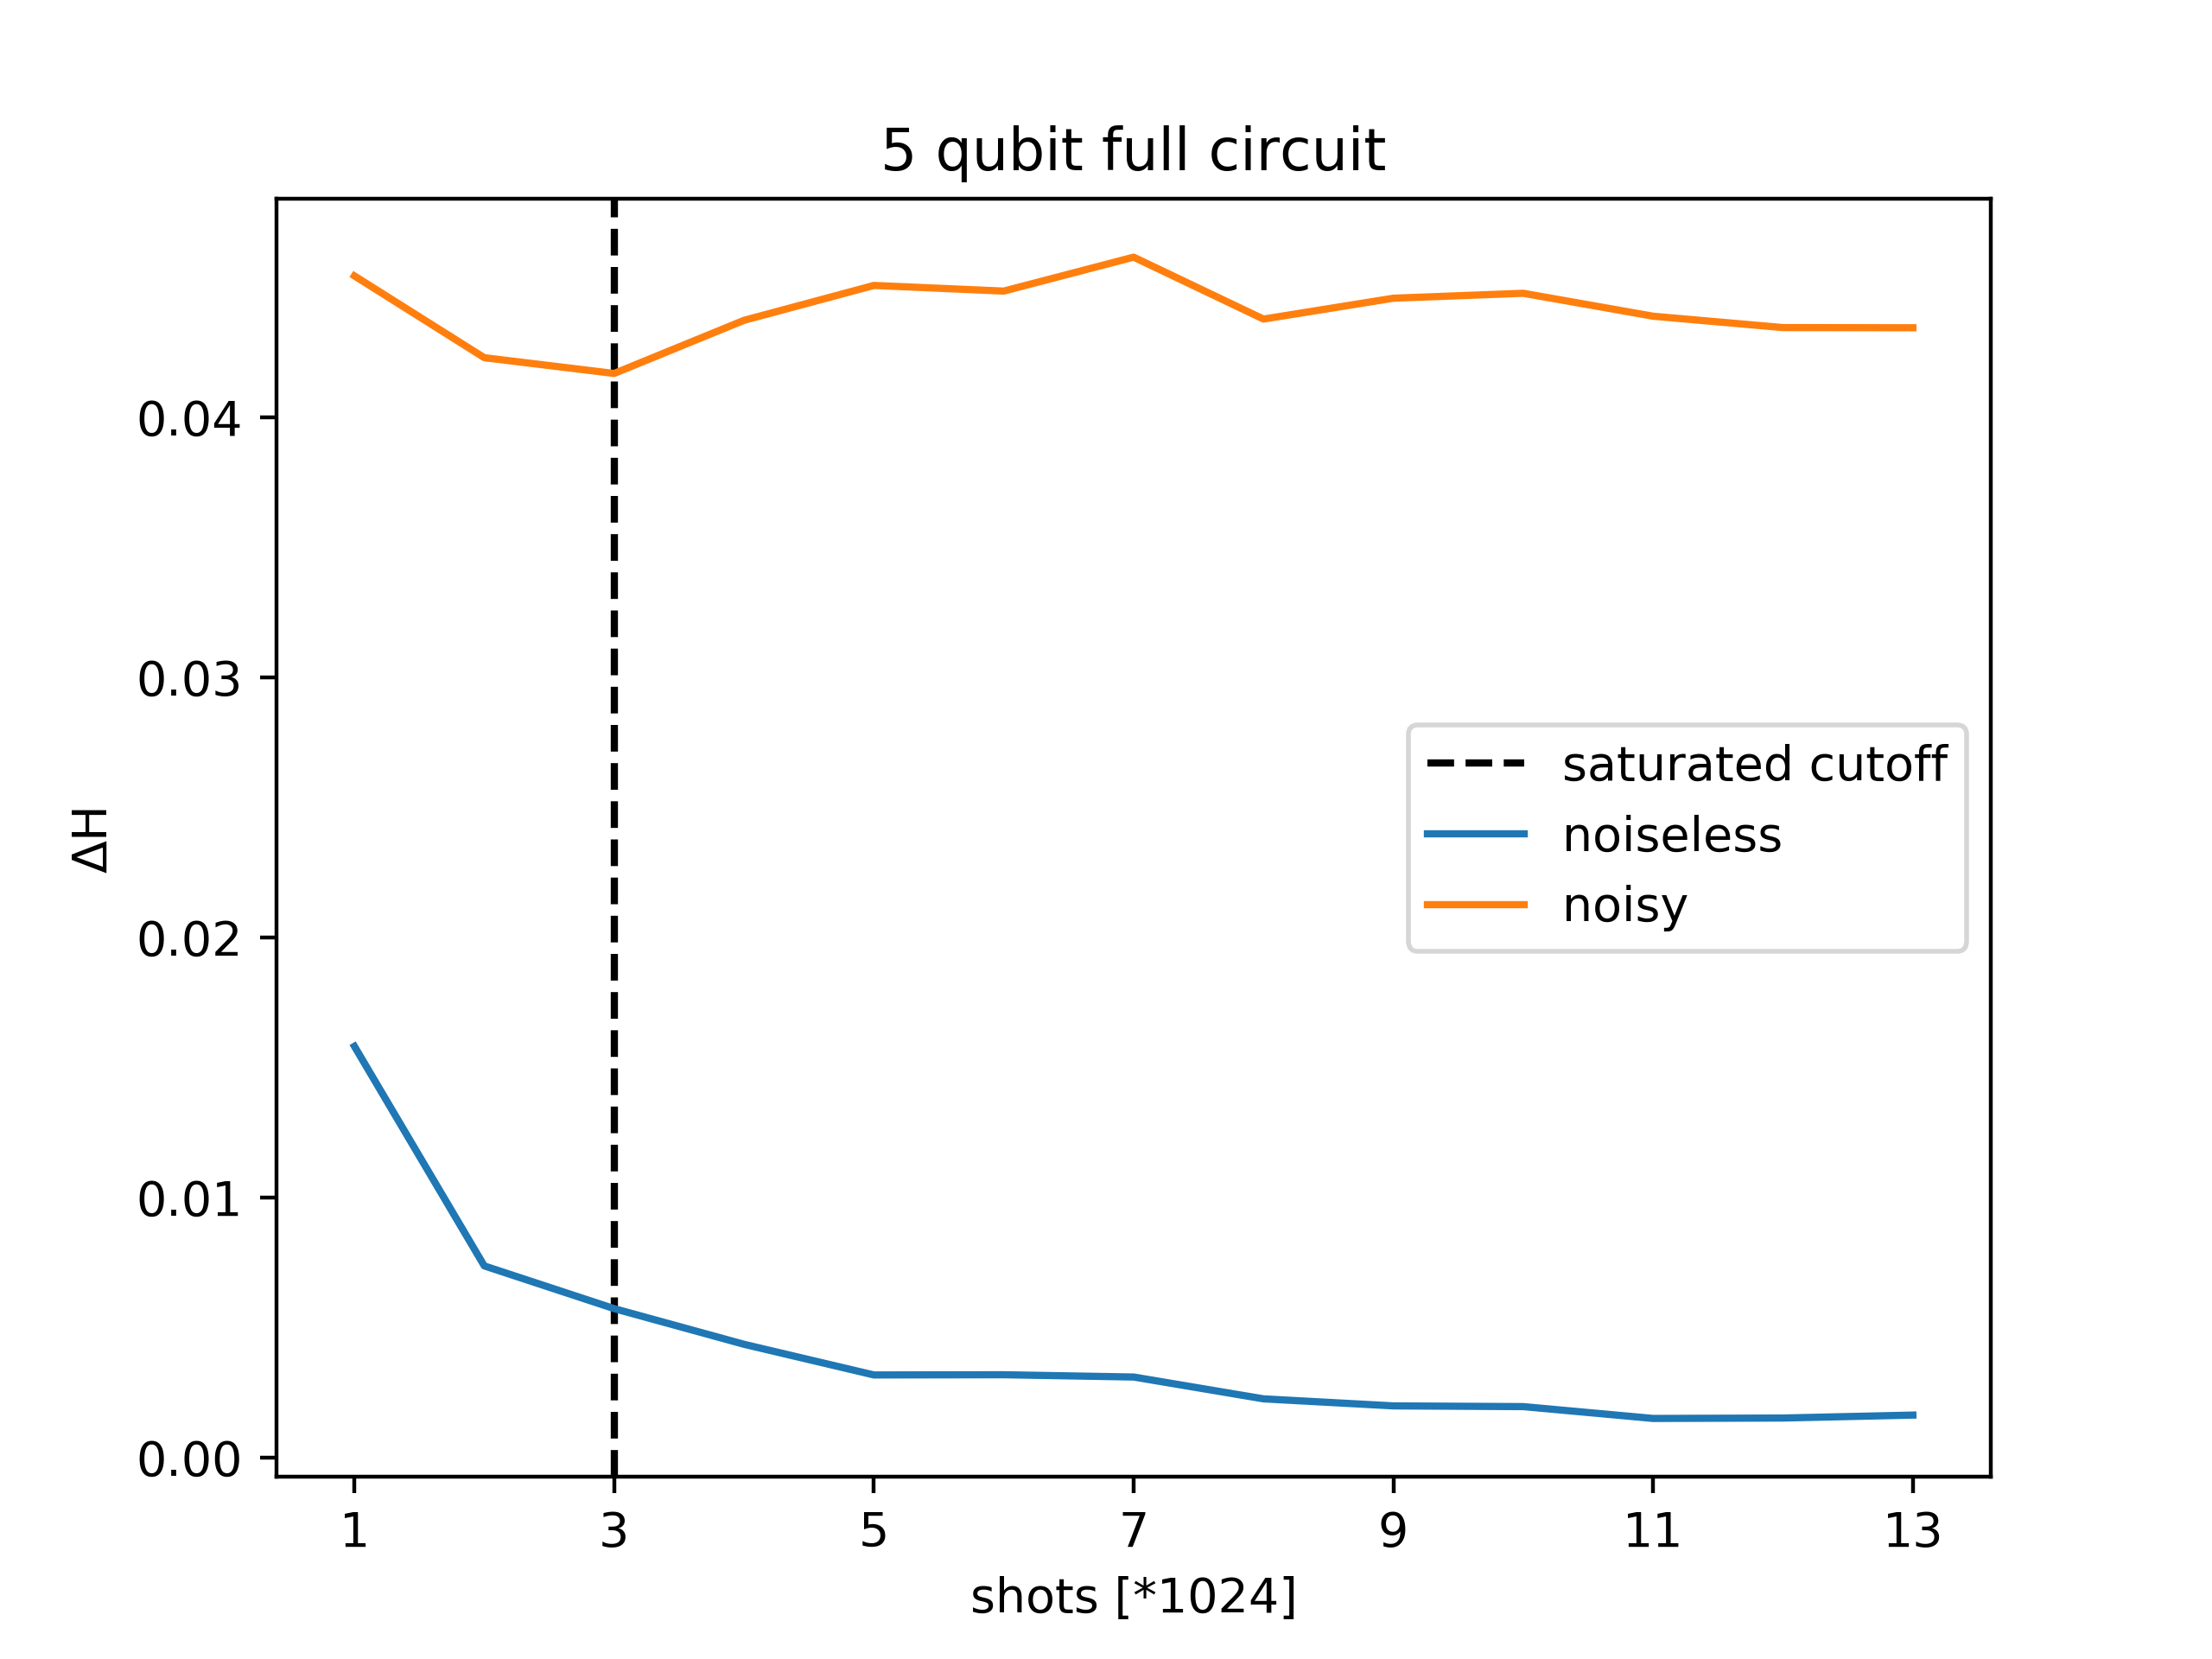 5 qubit full circuit
ΔH
0.04
0.03
0.02
0.01
0.00
saturated cutoff
noiseless
noisy
1 3 5 7 9 11 13
shots [*1024]